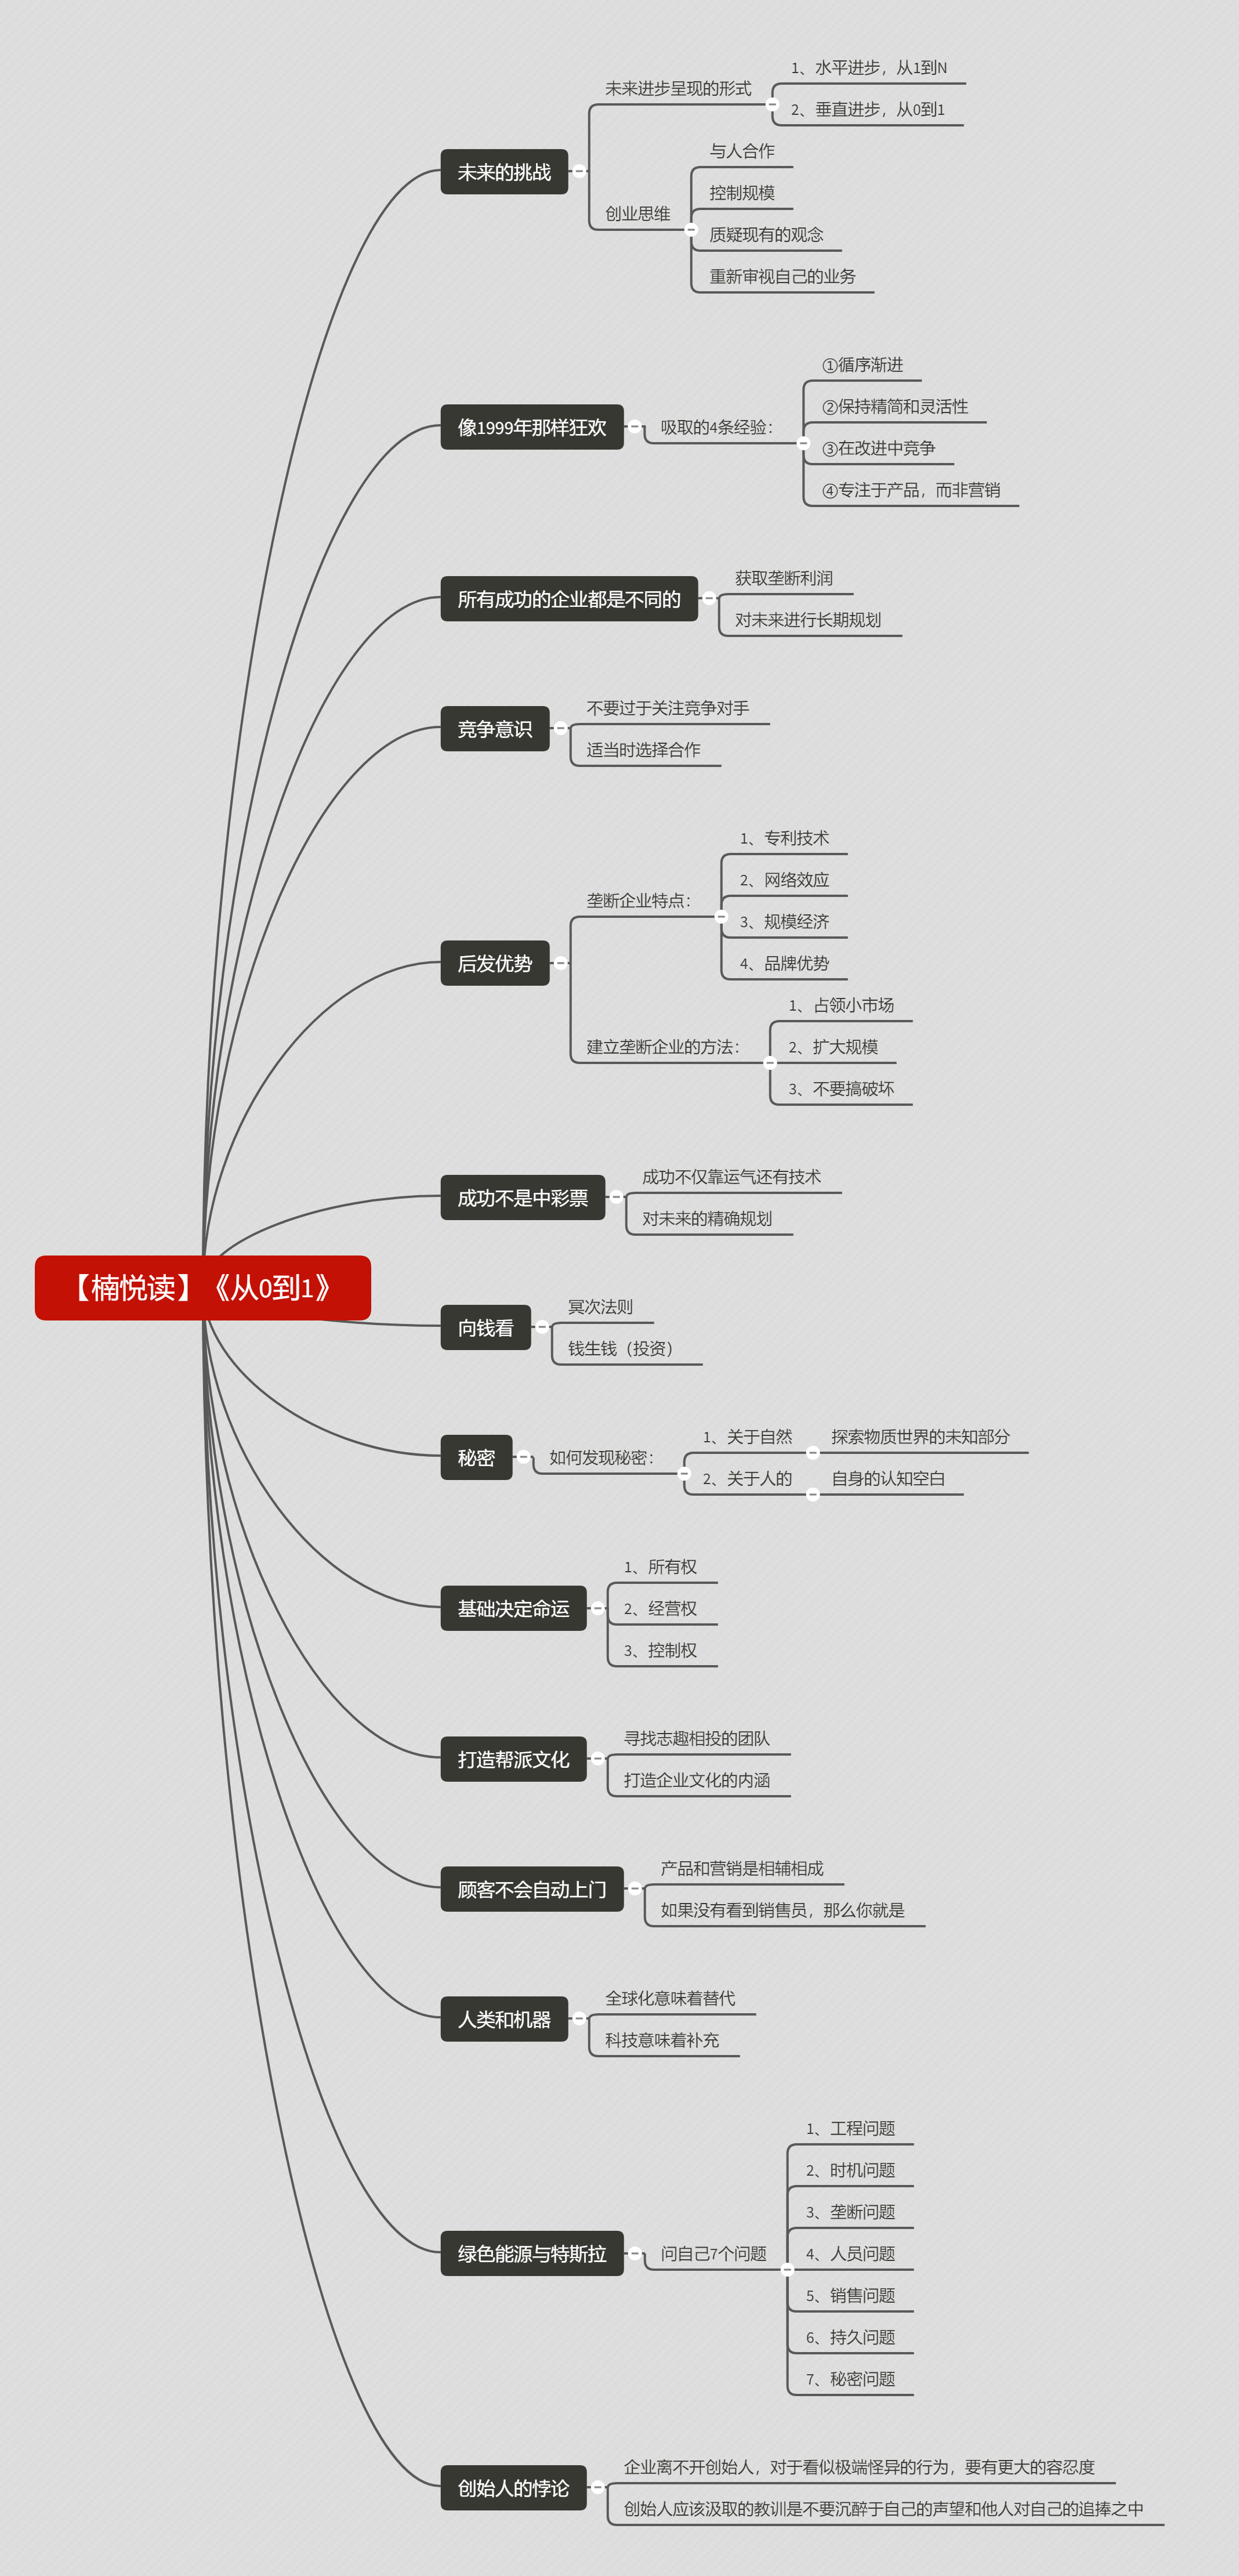 未来的挑战
未来进步呈现的形式
1、水平进步，从1到N
2、垂直进步，从0到1
创业思维
与人合作
控制规模
质疑现有的观念
重新审视自己的业务
像1999年那样狂欢
吸取的4条经验：
①循序渐进
②保持精简和灵活性
③在改进中竞争
④专注于产品，而非营销
所有成功的企业都是不同的
获取垄断利润
对未来进行长期规划
竞争意识
不要过于关注竞争对手
适当时选择合作
后发优势
垄断企业特点：
1、专利技术
2、网络效应
3、规模经济
4、品牌优势
建立垄断企业的方法：
1、占领小市场
2、扩大规模
3、不要搞破坏
成功不是中彩票
成功不仅靠运气还有技术
对未来的精确规划
【楠悦读】《从0到1》
向钱看
冥次法则
钱生钱（投资）
秘密
如何发现秘密：
1、关于自然
探索物质世界的未知部分
2、关于人的
自身的认知空白
基础决定命运
1、所有权
2、经营权
3、控制权
打造帮派文化
寻找志趣相投的团队
打造企业文化的内涵
顾客不会自动上门
产品和营销是相辅相成
如果没有看到销售员，那么你就是
人类和机器
全球化意味着替代
科技意味着补充
绿色能源与特斯拉
问自己7个问题
1、工程问题
2、时机问题
3、垄断问题
4、人员问题
5、销售问题
6、持久问题
7、秘密问题
创始人的悖论
企业离不开创始人，对于看似极端怪异的行为，要有更大的容忍度
创始人应该汲取的教训是不要沉醉于自己的声望和他人对自己的追捧之中